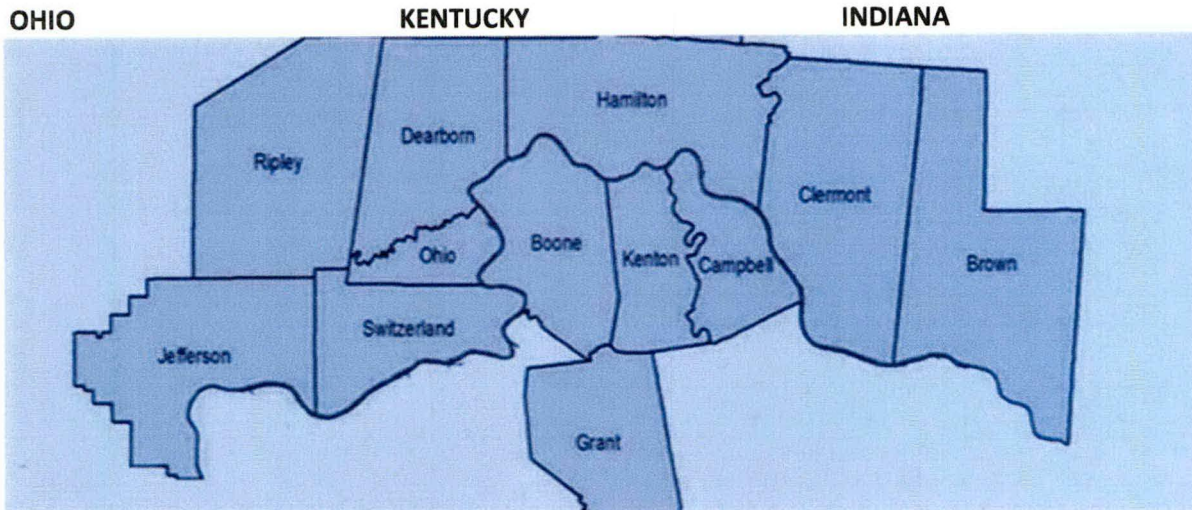 OHIO KENTUCKY INDIANA
Hamilton
Dearborn
Ripley
Clermont
Boone
Ohio
Kenton
Campbell
Brown
Switzerland
Jefferson
Grant